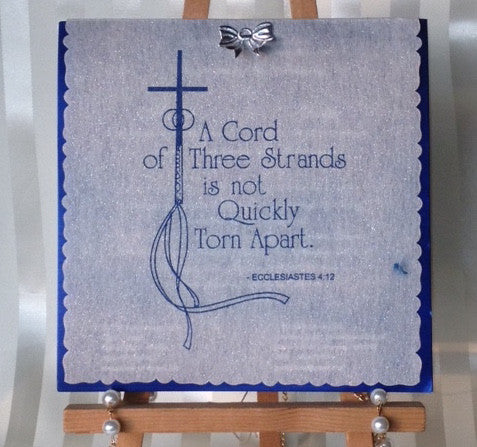 A Cord
of Three Strands
is not
Quickly
Torn Apart.
- ECCLESIASTES 4:12